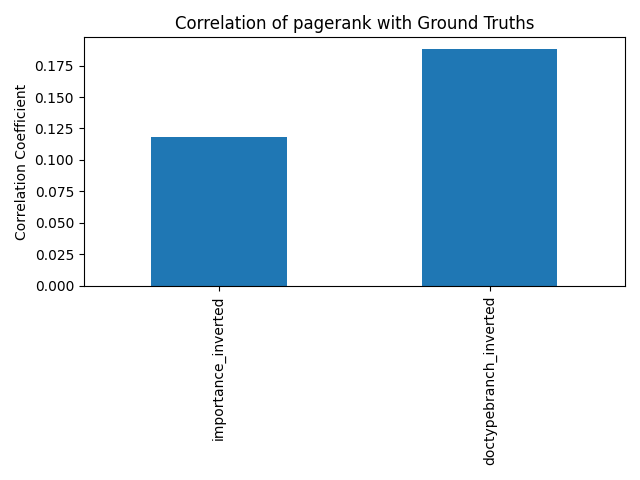 Correlation of pagerank with Ground Truths
Correlation Coefficient
0.175
0.150
0.125
0.100
0.075
0.050
0.025
0.000
importance_inverted
doctypebranch_inverted